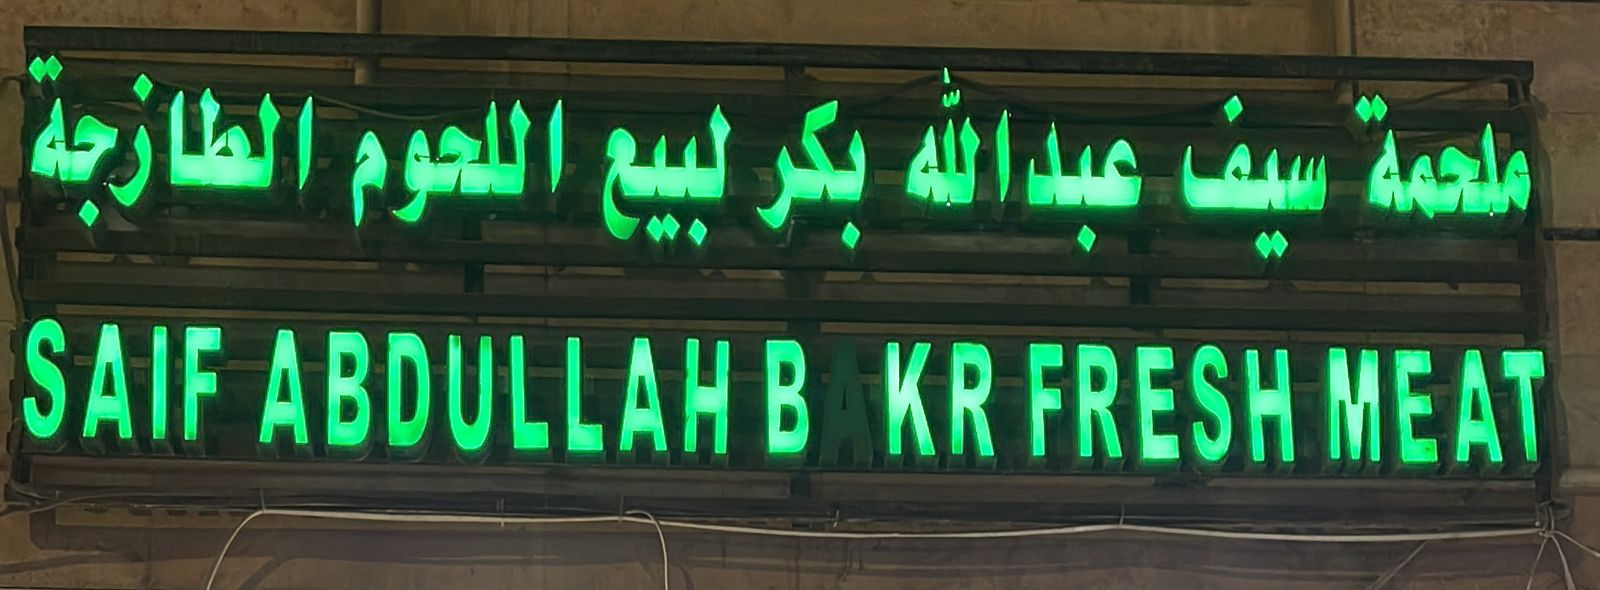 ملحمة سيف عبدالله بكر لبيع اللحوم الطازجة
SAIF ABDULLAH BAKR FRESH MEAT